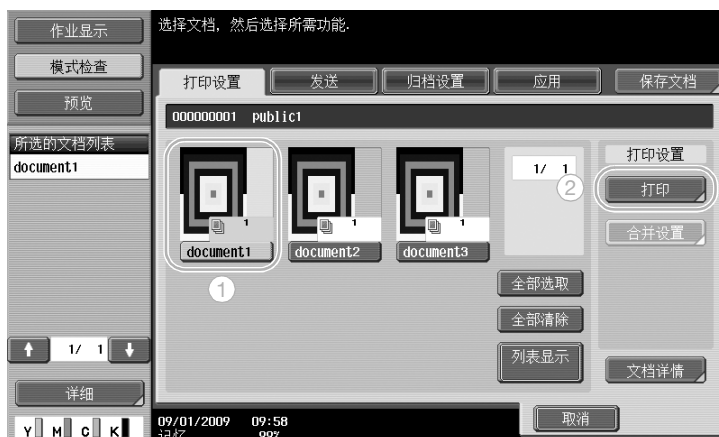 作业显示
模式检查
预览
所选的文档列表
document1
1/ 1
详细
Y M C K
选择文档，然后选择所需功能.
打印设置 发送 归档设置 应用 保存文档
000000001 public1
1 1 1
document1 document2 document3
①
1/ 1
②
全部选取
全部清除
列表显示
打印设置
打印
合并设置
文档详情
取消
09/01/2009 09:58
记忆 99%